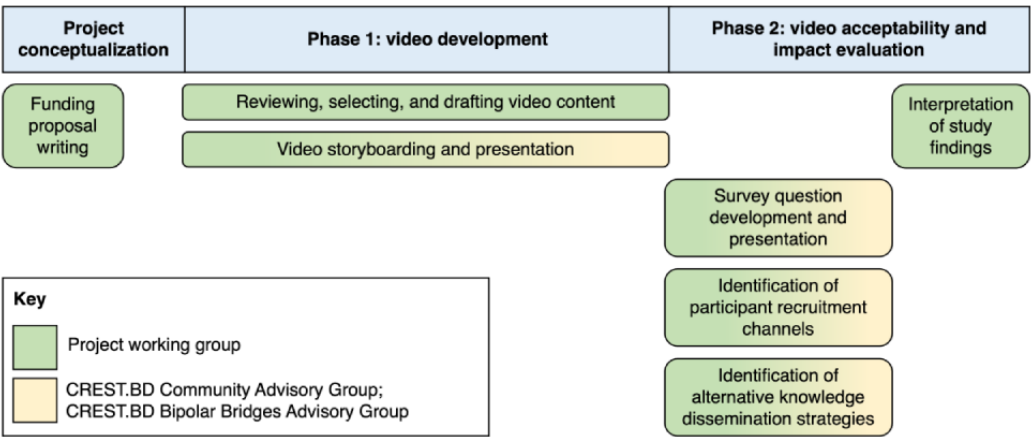 Project
conceptualization
Phase 1: video development
Phase 2: video acceptability and
impact evaluation
Funding
proposal
writing
Reviewing, selecting, and drafting video content
Video storyboarding and presentation
Interpretation
of study
findings
Survey question
development and
presentation
Identification of
participant recruitment
channels
Identification of
alternative knowledge
dissemination strategies
Key
Project working group
CREST.BD Community Advisory Group;
CREST.BD Bipolar Bridges Advisory Group